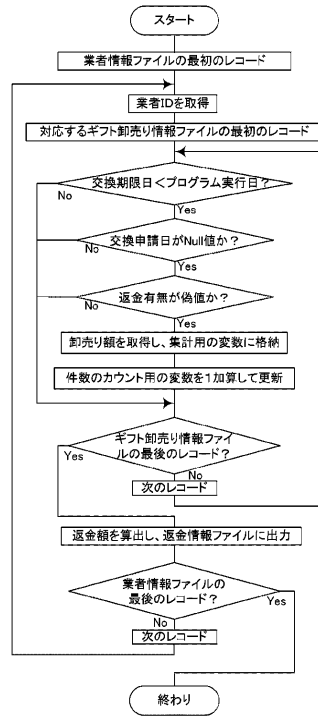 スタート
業者情報ファイルの最初のレコード
業者IDを取得
対応するギフト卸売り情報ファイルの最初のレコード
交換期限日<プログラム実行日?
No
Yes
交換申請日がNull値か?
No
Yes
返金有無が偽値か?
No
Yes
卸売り額を取得し、集計用の変数に格納
件数のカウント用の変数を1加算して更新
ギフト卸売り情報ファイ
ルの最後のレコード?
Yes
No
次のレコード
返金額を算出し、返金情報ファイルに出力
業者情報ファイルの
最後のレコード?
Yes
No
次のレコード
終わり